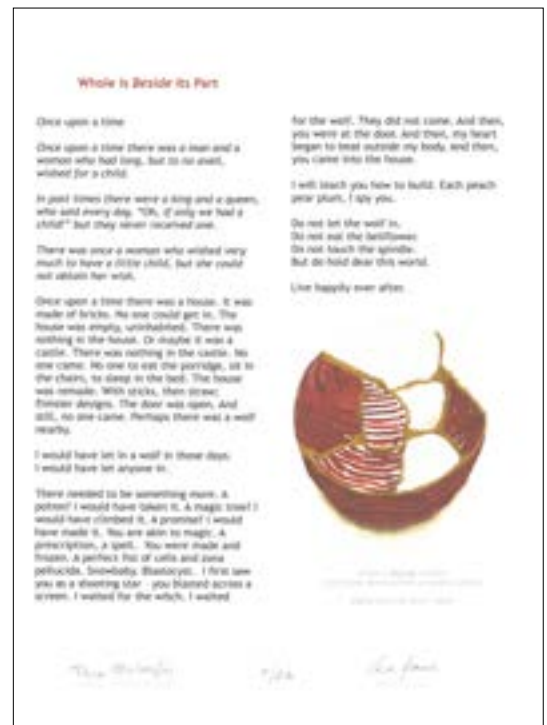 Whole Is Beside Its Part
Once upon a time
Once upon a time there was a man and a
woman who had long, but to no avail,
wished for a child.
In past times there were a king and a queen,
who said every day, "Oh, if only we had a
child!" but they never received one.
There was once a woman who wished very
much to have a little child, but she could
not obtain her wish.
Once upon a time there was a house. It was
made of bricks. No one could get in. The
house was empty, uninhabited. There was
nothing in the house. Or maybe it was a
castle. There was nothing in the castle. No
one came. No one to eat the porridge, sit in
the chairs, to sleep in the bed. The house
was remade. With sticks, then straw;
flimsier designs. The door was open. And
still, no one came. Perhaps there was a wolf
nearby.
I would have let in a wolf in those days.
I would have let anyone in.
There needed to be something more. A
potion? I would have taken it. A magic tree? I
would have climbed it. A promise? I would
have made it. You are akin to magic. A
prescription, a spell. You were made and
frozen. A perfect list of cells and zona
pellucida. Snowbaby. Blastocyst. I first saw
you as a shooting star – you blasted across a
screen. I waited for the witch. I waited
for the wolf. They did not come. And then,
you were at the door. And then, my heart
began to beat outside my body. And then,
you came into the house.
I will teach you how to build. Each peach
pear plum, I spy you.
Do not let the wolf in.
Do not eat the bellflower.
Do not touch the spindle.
But do hold dear this world.
Live happily ever after.